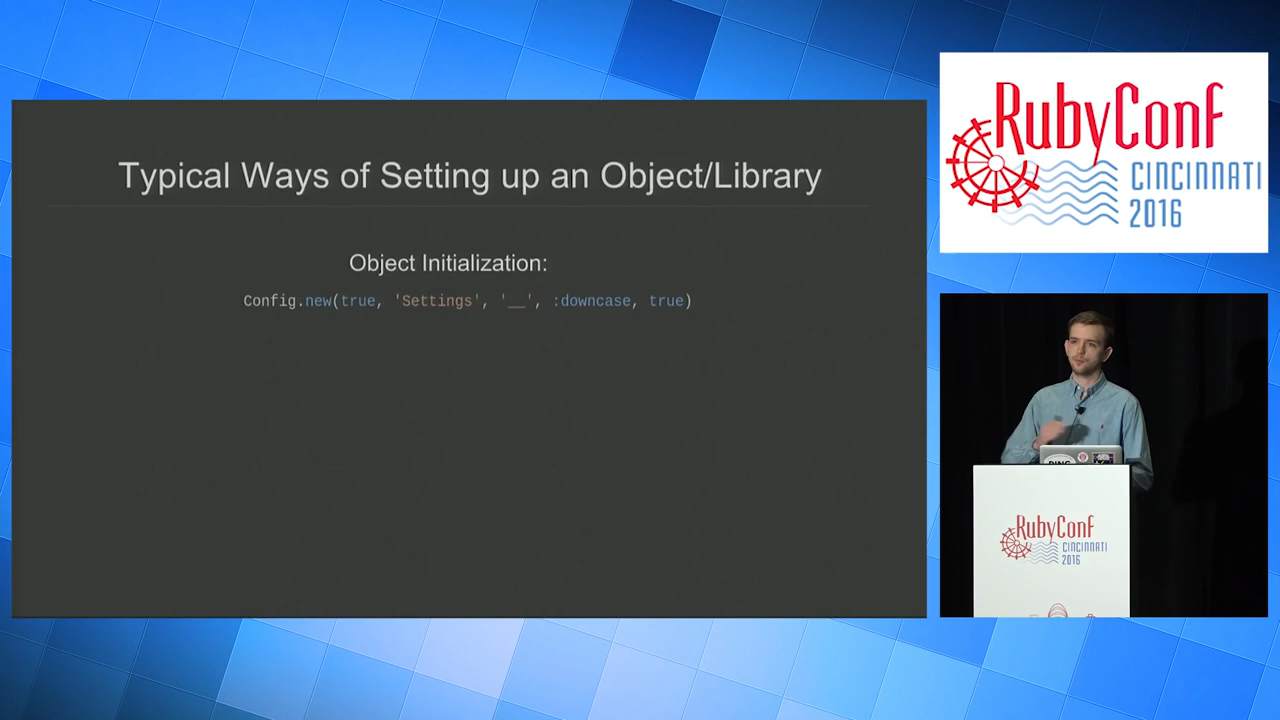 Typical Ways of Setting up an Object/Library
Object Initialization:
Config.new(true, 'Settings', '__', :downcase, true)
RubyConf
CINCINNATI
2016
RubyConf
CINCINNATI
2016